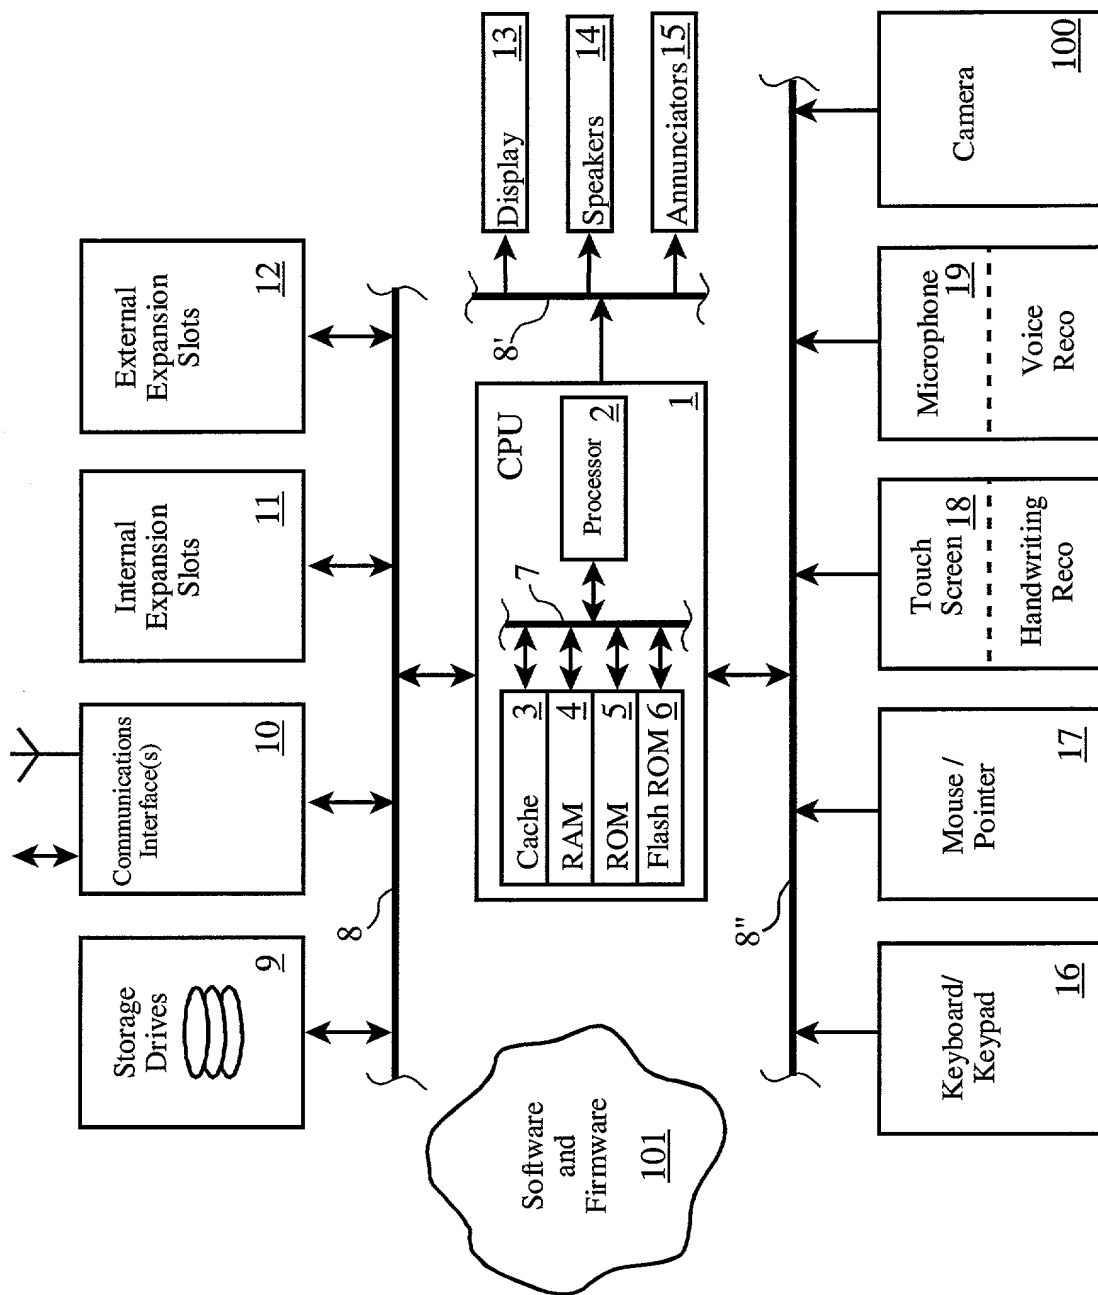 Storage
Drives
9
Communications
Interface(s)
10
Internal
Expansion
Slots
11
External
Expansion
Slots
12
8
CPU
1
Cache 3
RAM 4
ROM 5
Flash ROM 6
7
Processor
2
8'
Display 13
Speakers 14
Annunciators 15
Software
and
Firmware
101
8"
Keyboard/
Keypad
16
Mouse /
Pointer
17
Touch
Screen 18
Handwriting
Reco
Microphone
19
Voice
Reco
Camera
100